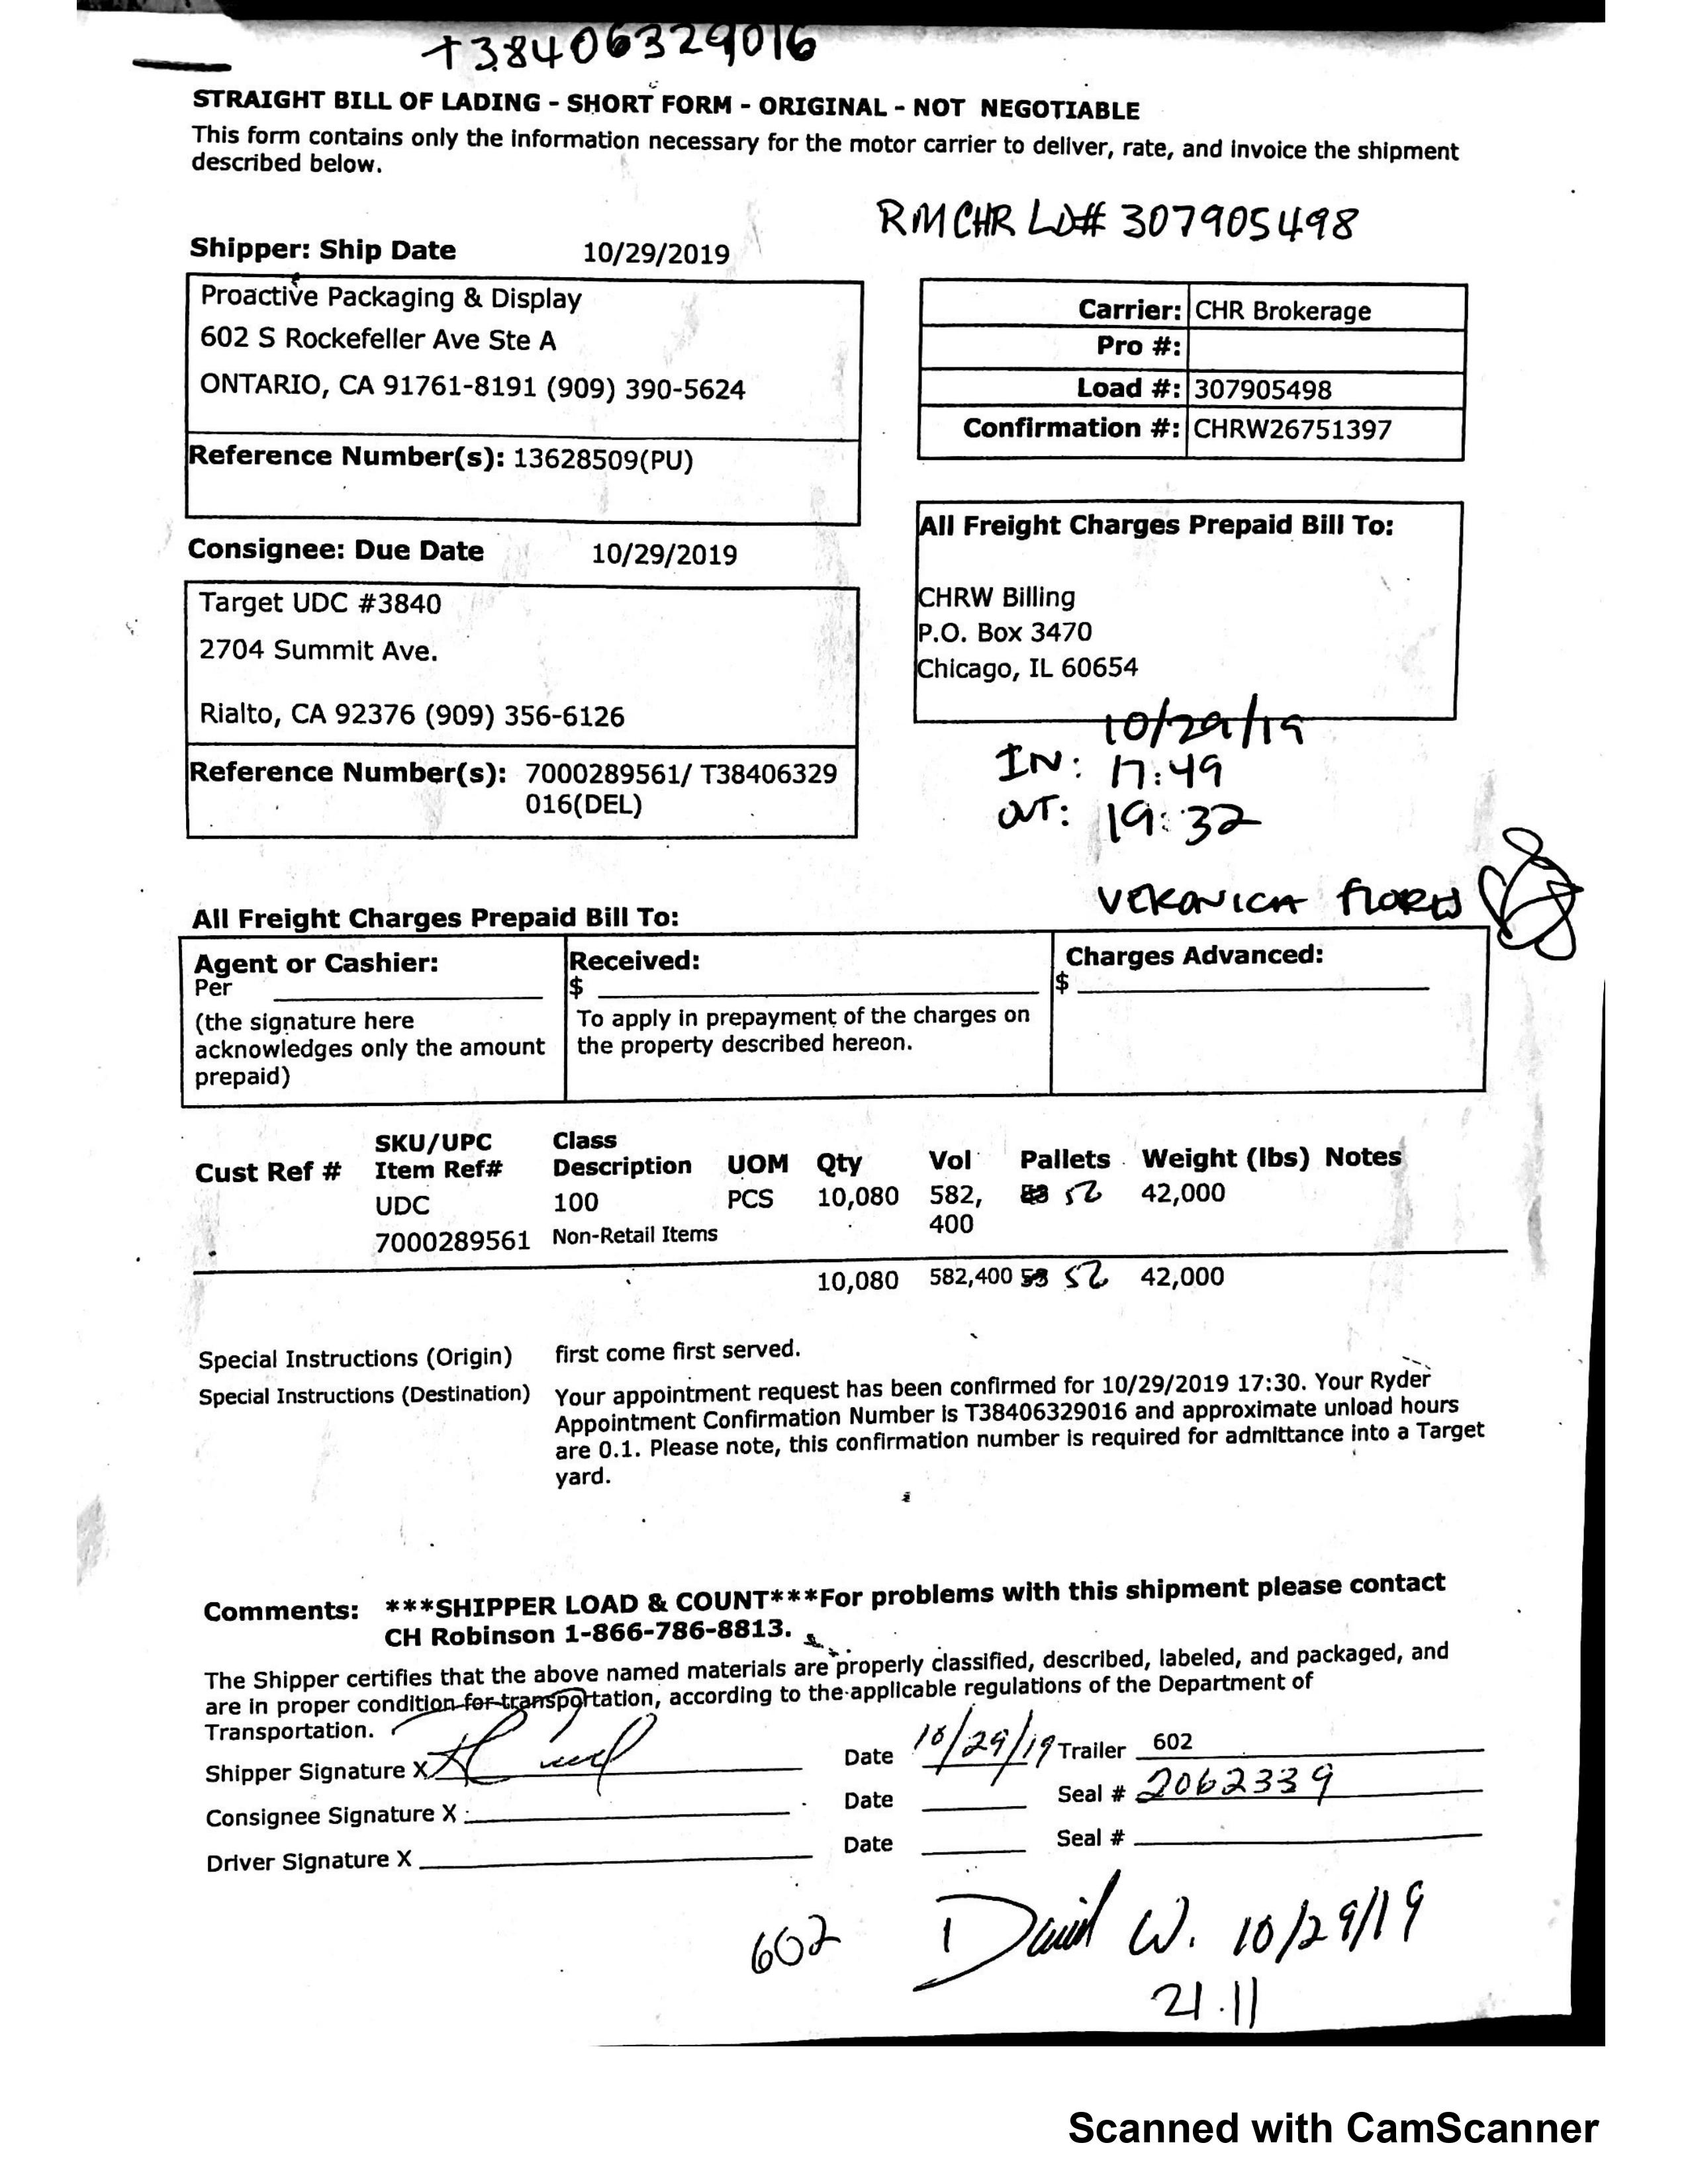 T38406329016
STRAIGHT BILL OF LADING - SHORT FORM - ORIGINAL - NOT NEGOTIABLE
This form contains only the information necessary for the motor carrier to deliver, rate, and invoice the shipment
described below.
RM CHR LD# 307905498
Shipper: Ship Date 10/29/2019
Proactive Packaging & Display
602 S Rockefeller Ave Ste A
ONTARIO, CA 91761-8191 (909) 390-5624
Reference Number(s): 13628509(PU)
Carrier: CHR Brokerage
Pro #:
Load #: 307905498
Confirmation #: CHRW26751397
All Freight Charges Prepaid Bill To:
CHRW Billing
P.O. Box 3470
Chicago, IL 60654
Consignee: Due Date 10/29/2019
Target UDC #3840
2704 Summit Ave.
Rialto, CA 92376 (909) 356-6126
Reference Number(s): 7000289561/ T38406329
016(DEL)
10/29/19
IN: 17:49
OUT: 19:32
VERONICA FLORES
All Freight Charges Prepaid Bill To:
Agent or Cashier:
Per
(the signature here
acknowledges only the amount
prepaid)
Received:
$
To apply in prepayment of the charges on
the property described hereon.
Charges Advanced:
$
SKU/UPC Class
Cust Ref # Item Ref# Description UOM Qty Vol Pallets Weight (lbs) Notes
UDC 100 PCS 10,080 582, 53 52 42,000
400
7000289561 Non-Retail Items
10,080 582,400 53 52 42,000
Special Instructions (Origin) first come first served.
Special Instructions (Destination) Your appointment request has been confirmed for 10/29/2019 17:30. Your Ryder
Appointment Confirmation Number is T38406329016 and approximate unload hours
are 0.1. Please note, this confirmation number is required for admittance into a Target
yard.
Comments: ***SHIPPER LOAD & COUNT***For problems with this shipment please contact
CH Robinson 1-866-786-8813.
The Shipper certifies that the above named materials are properly classified, described, labeled, and packaged, and
are in proper condition for transportation, according to the applicable regulations of the Department of
Transportation.
Shipper Signature X Date 10/29/19 Trailer 602
Consignee Signature X Date Seal # 2062339
Driver Signature X Date Seal #
602 David W. 10/29/19
21.11
Scanned with CamScanner